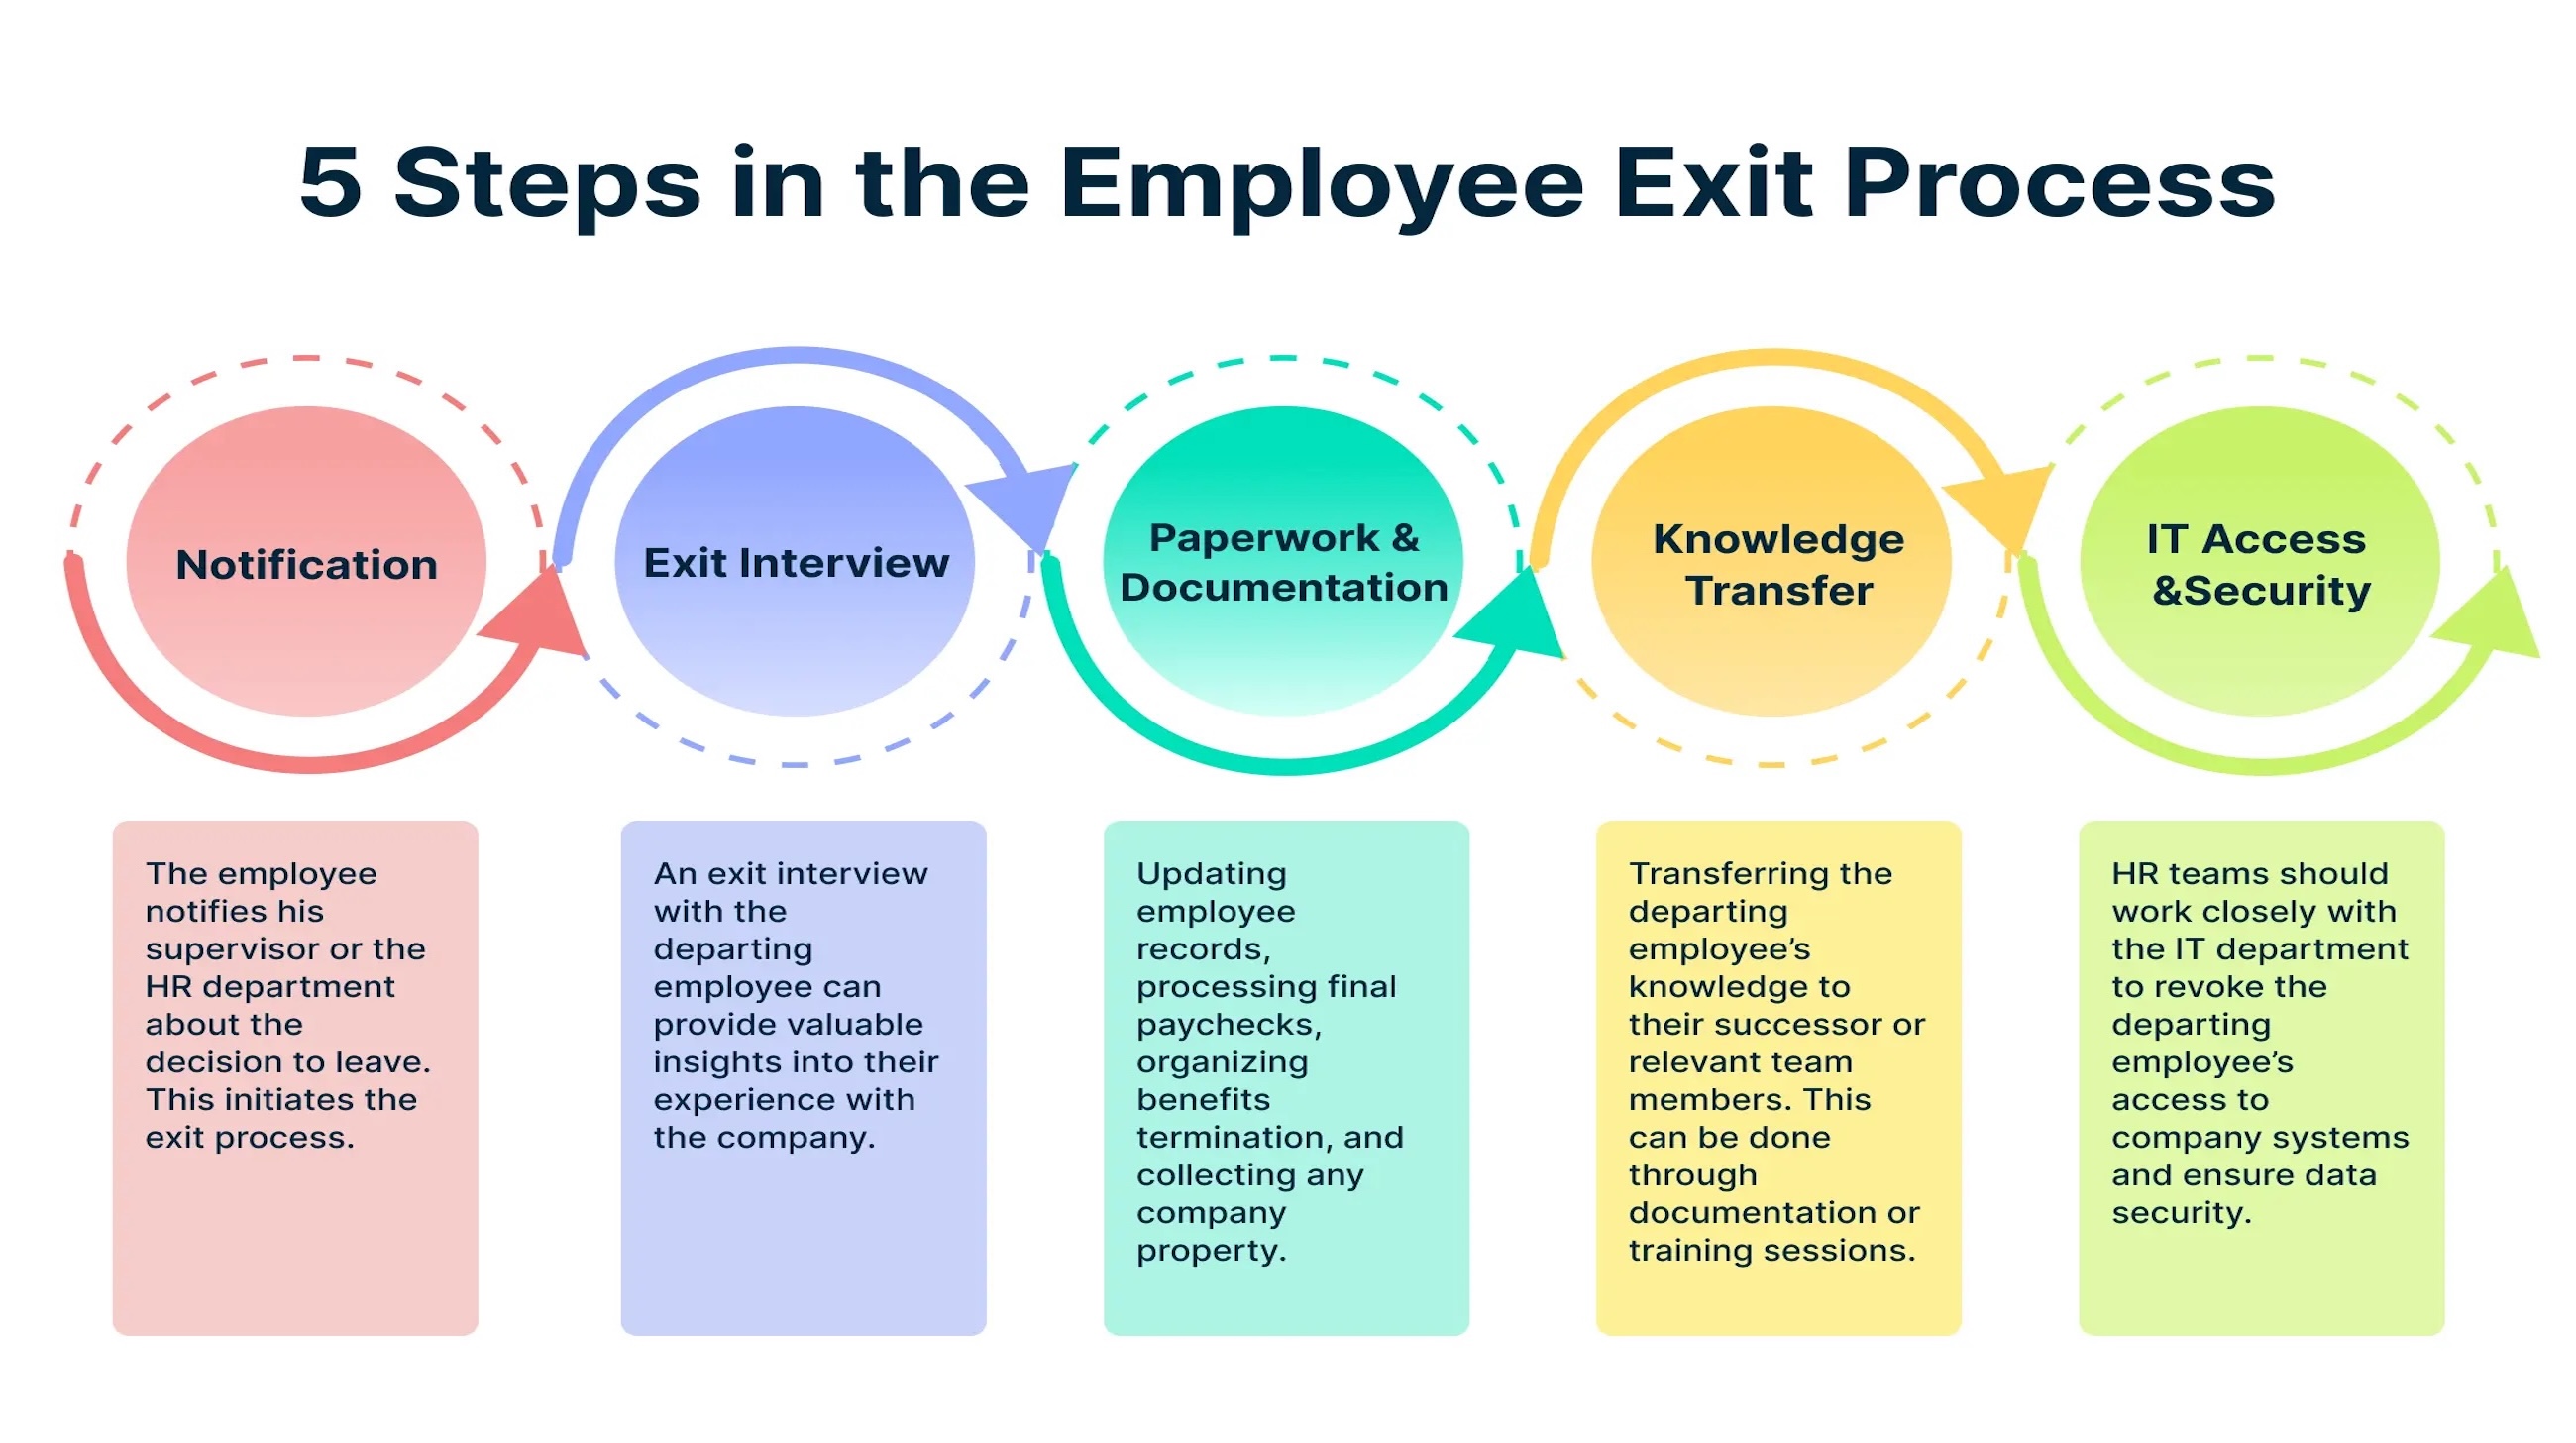 5 Steps in the Employee Exit Process
Notification
Exit Interview
Paperwork &
Documentation
Knowledge
Transfer
IT Access
&Security
The employee
notifies his
supervisor or the
HR department
about the
decision to leave.
This initiates the
exit process.
An exit interview
with the
departing
employee can
provide valuable
insights into their
experience with
the company.
Updating
employee
records,
processing final
paychecks,
organizing
benefits
termination, and
collecting any
company
property.
Transferring the
departing
employee’s
knowledge to
their successor or
relevant team
members. This
can be done
through
documentation or
training sessions.
HR teams should
work closely with
the IT department
to revoke the
departing
employee’s
access to
company systems
and ensure data
security.